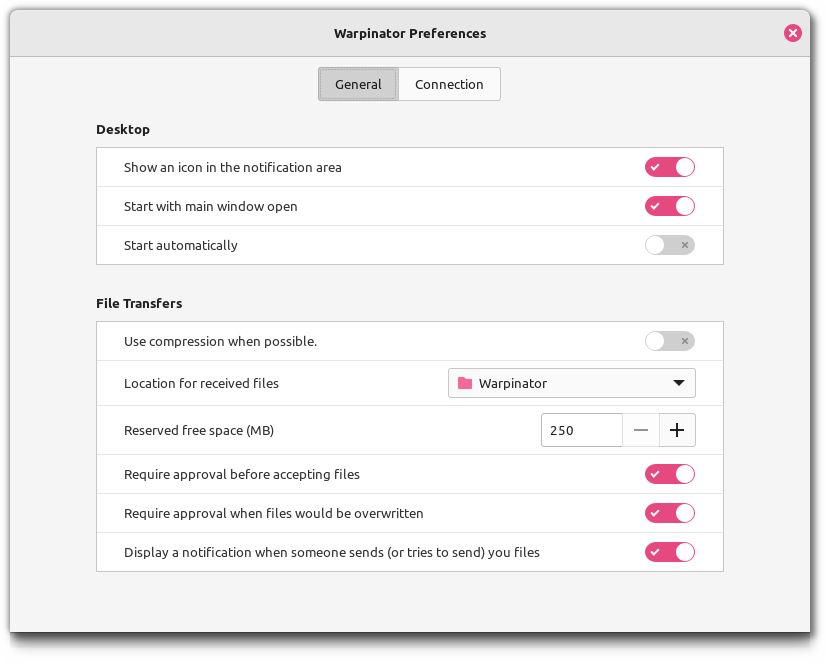 Warpinator Preferences
General
Connection
Desktop
Show an icon in the notification area
Start with main window open
Start automatically
File Transfers
Use compression when possible.
Location for received files
Warpinator
Reserved free space (MB)
250
Require approval before accepting files
Require approval when files would be overwritten
Display a notification when someone sends (or tries to send) you files